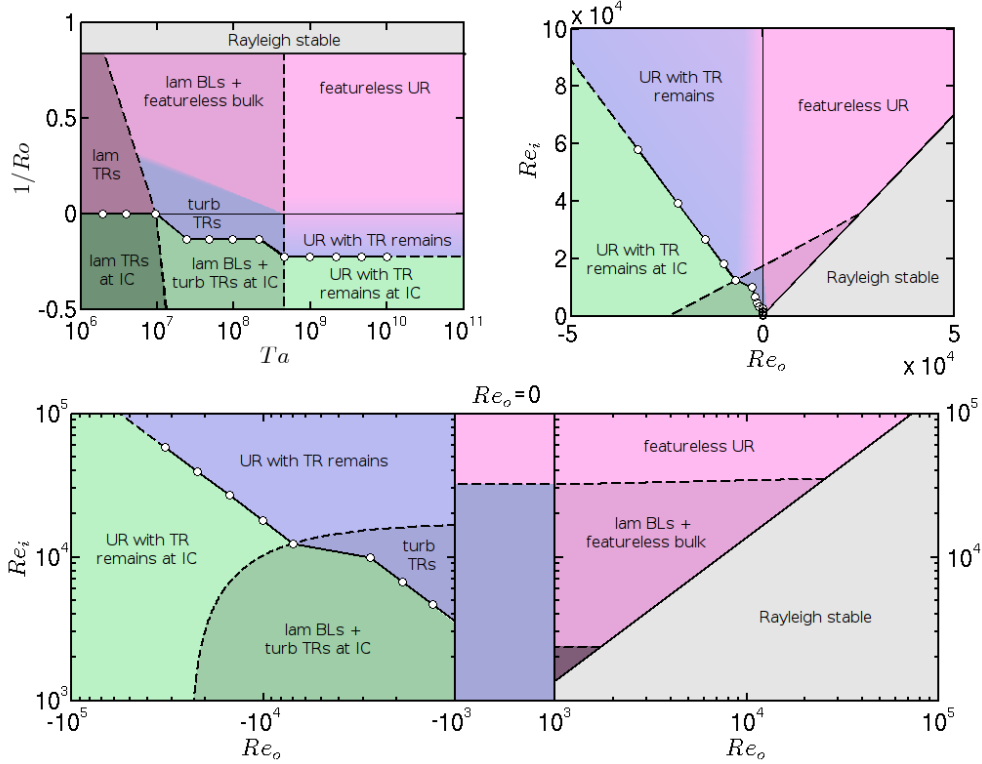 1
Rayleigh stable
lam BLs +
featureless bulk
featureless UR
0.5
1/Ro
lam
TRs
0
turb
TRs
UR with TR remains
lam TRs
at IC
lam BLs +
turb TRs at IC
UR with TR
remains at IC
-0.5
10^6 10^7 10^8 10^9 10^10 10^11
Ta
x 10^4
10
UR with TR
remains
8
featureless UR
6
Re_i
4
UR with TR
remains at IC
2
lam TRs
Rayleigh stable
0
-5 0 5
Re_o
x 10^4
Re_o=0
10^5 10^5
UR with TR remains
featureless UR
UR with TR
remains at IC
turb
TRs
lam BLs +
featureless bulk
Re_i
10^4 10^4
lam BLs +
turb TRs at IC
Rayleigh stable
10^3
-10^5 -10^4 -10^3 10^3 10^4 10^5
Re_o Re_o